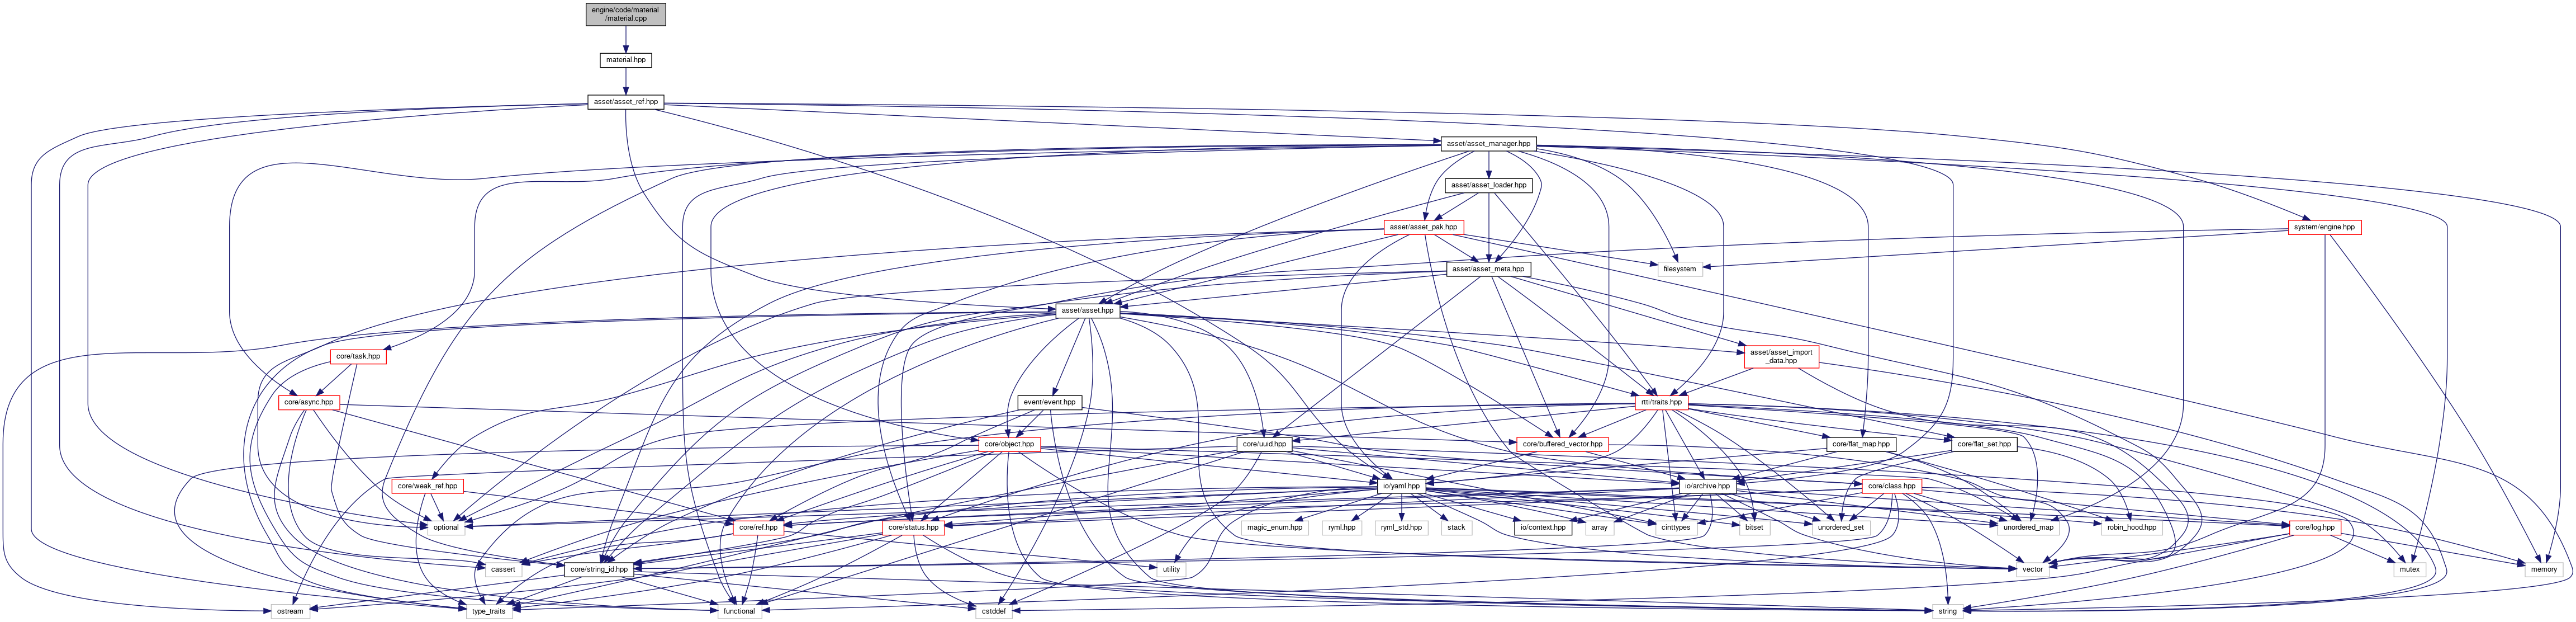 engine/code/material
/material.cpp
material.hpp
asset/asset_ref.hpp
asset/asset_manager.hpp
asset/asset_loader.hpp
asset/asset_pak.hpp
system/engine.hpp
asset/asset_meta.hpp
filesystem
asset/asset.hpp
core/task.hpp
asset/asset_import
_data.hpp
core/async.hpp
event/event.hpp
rtti/traits.hpp
core/object.hpp
core/uuid.hpp
core/buffered_vector.hpp
core/flat_map.hpp
core/flat_set.hpp
core/weak_ref.hpp
io/yaml.hpp
io/archive.hpp
core/class.hpp
optional
core/ref.hpp
core/status.hpp
magic_enum.hpp
ryml.hpp
ryml_std.hpp
stack
io/context.hpp
array
cinttypes
bitset
unordered_set
unordered_map
robin_hood.hpp
core/log.hpp
cassert
core/string_id.hpp
utility
vector
mutex
memory
ostream
type_traits
functional
cstddef
string